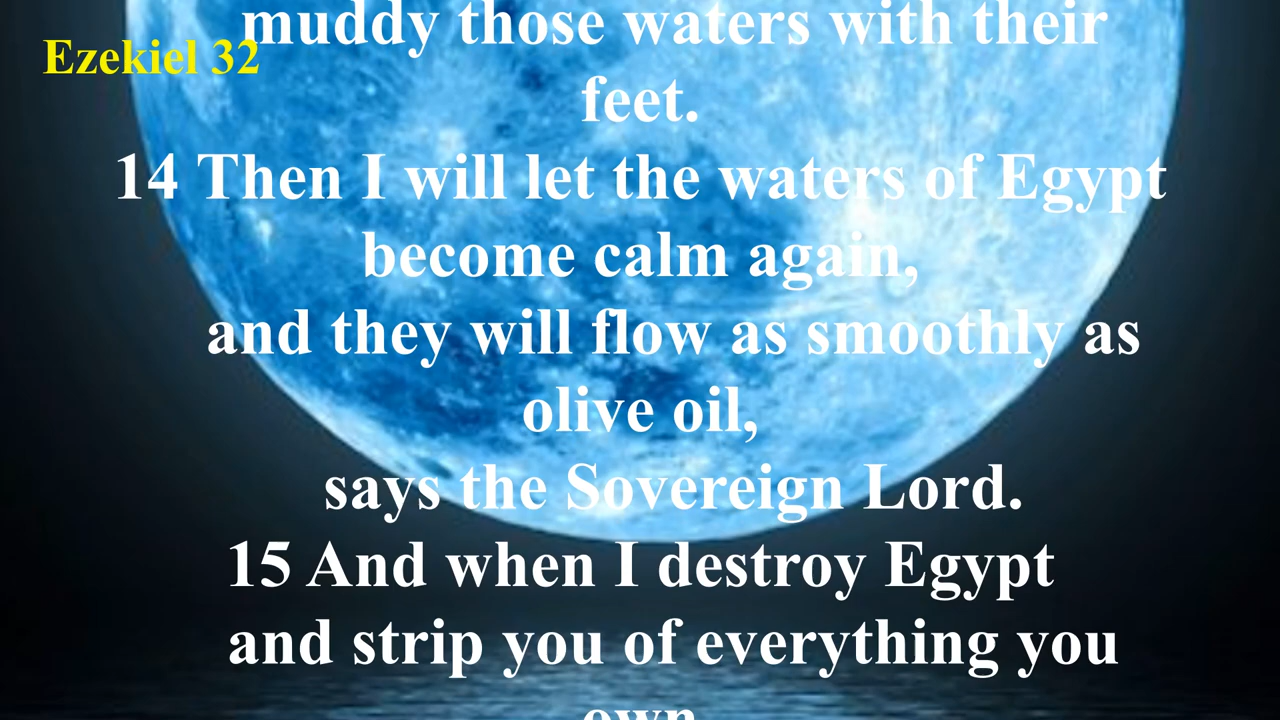 muddy those waters with their
Ezekiel 32
feet.
14 Then I will let the waters of Egypt
become calm again,
and they will flow as smoothly as
olive oil,
says the Sovereign Lord.
15 And when I destroy Egypt
and strip you of everything you
own